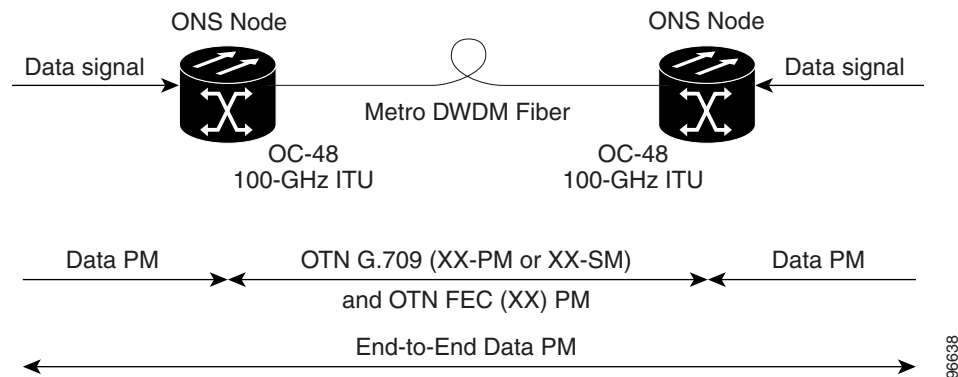 ONS Node
ONS Node
Data signal
Data signal
Metro DWDM Fiber
OC-48
100-GHz ITU
OC-48
100-GHz ITU
Data PM
OTN G.709 (XX-PM or XX-SM)
and OTN FEC (XX) PM
Data PM
End-to-End Data PM
96638